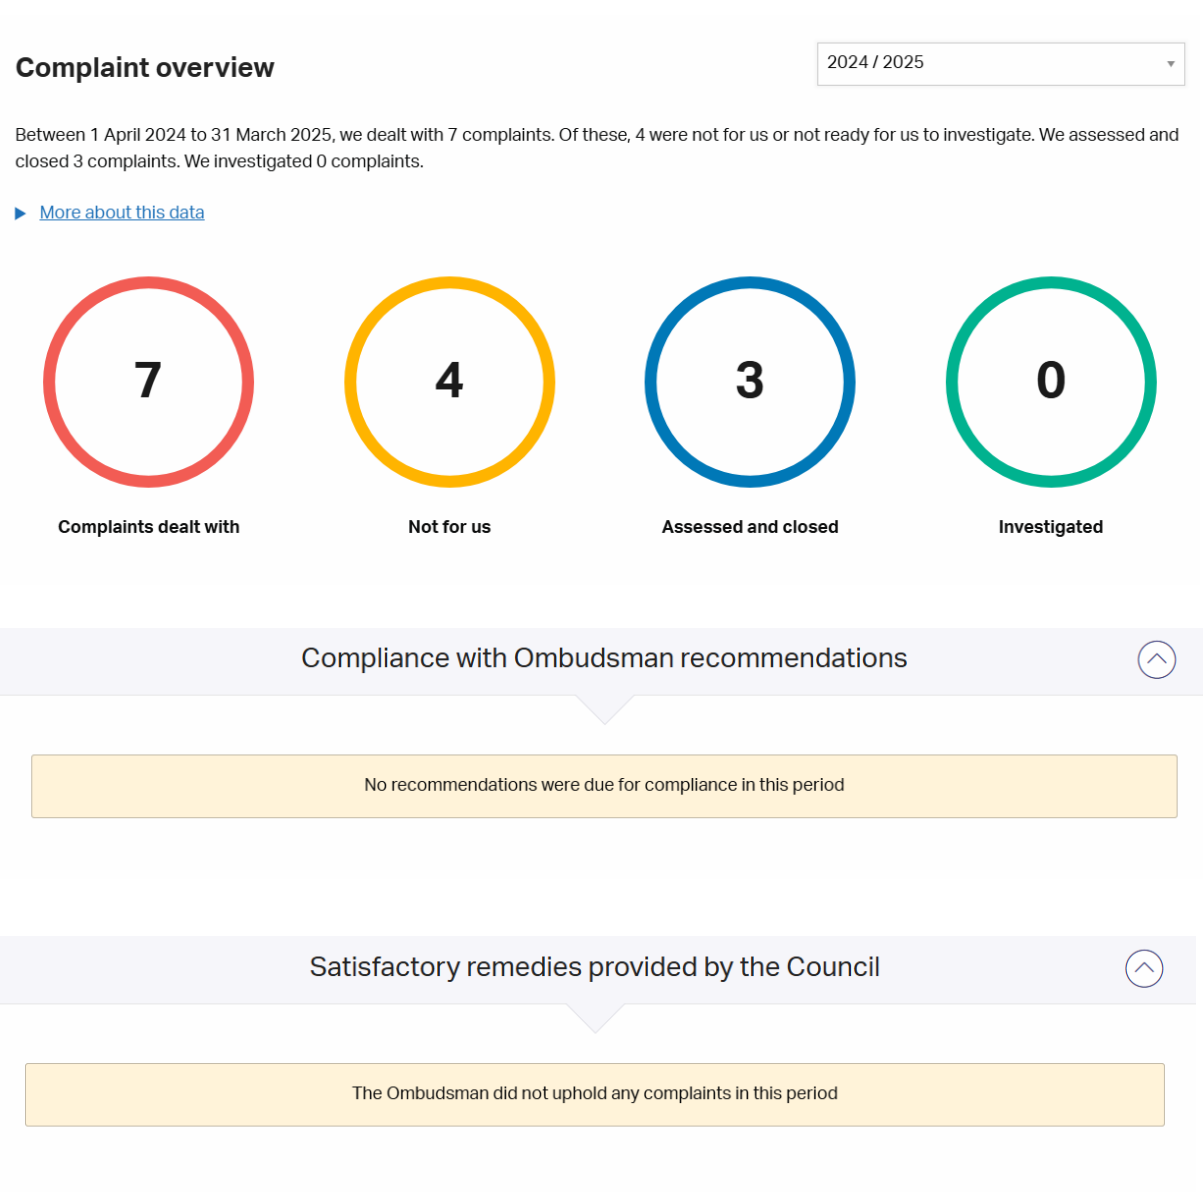 Complaint overview
2024 / 2025
Between 1 April 2024 to 31 March 2025, we dealt with 7 complaints. Of these, 4 were not for us or not ready for us to investigate. We assessed and
closed 3 complaints. We investigated 0 complaints.
More about this data
7
4
3
0
Complaints dealt with
Not for us
Assessed and closed
Investigated
Compliance with Ombudsman recommendations
No recommendations were due for compliance in this period
Satisfactory remedies provided by the Council
The Ombudsman did not uphold any complaints in this period